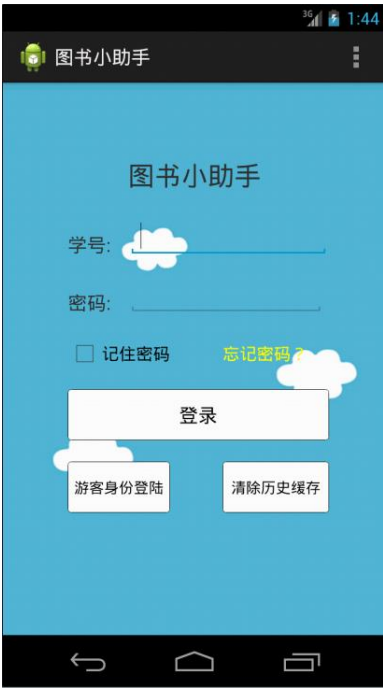 3G 1:44
图书小助手
图书小助手
学号:
密码:
记住密码 忘记密码？
登录
游客身份登陆 清除历史缓存